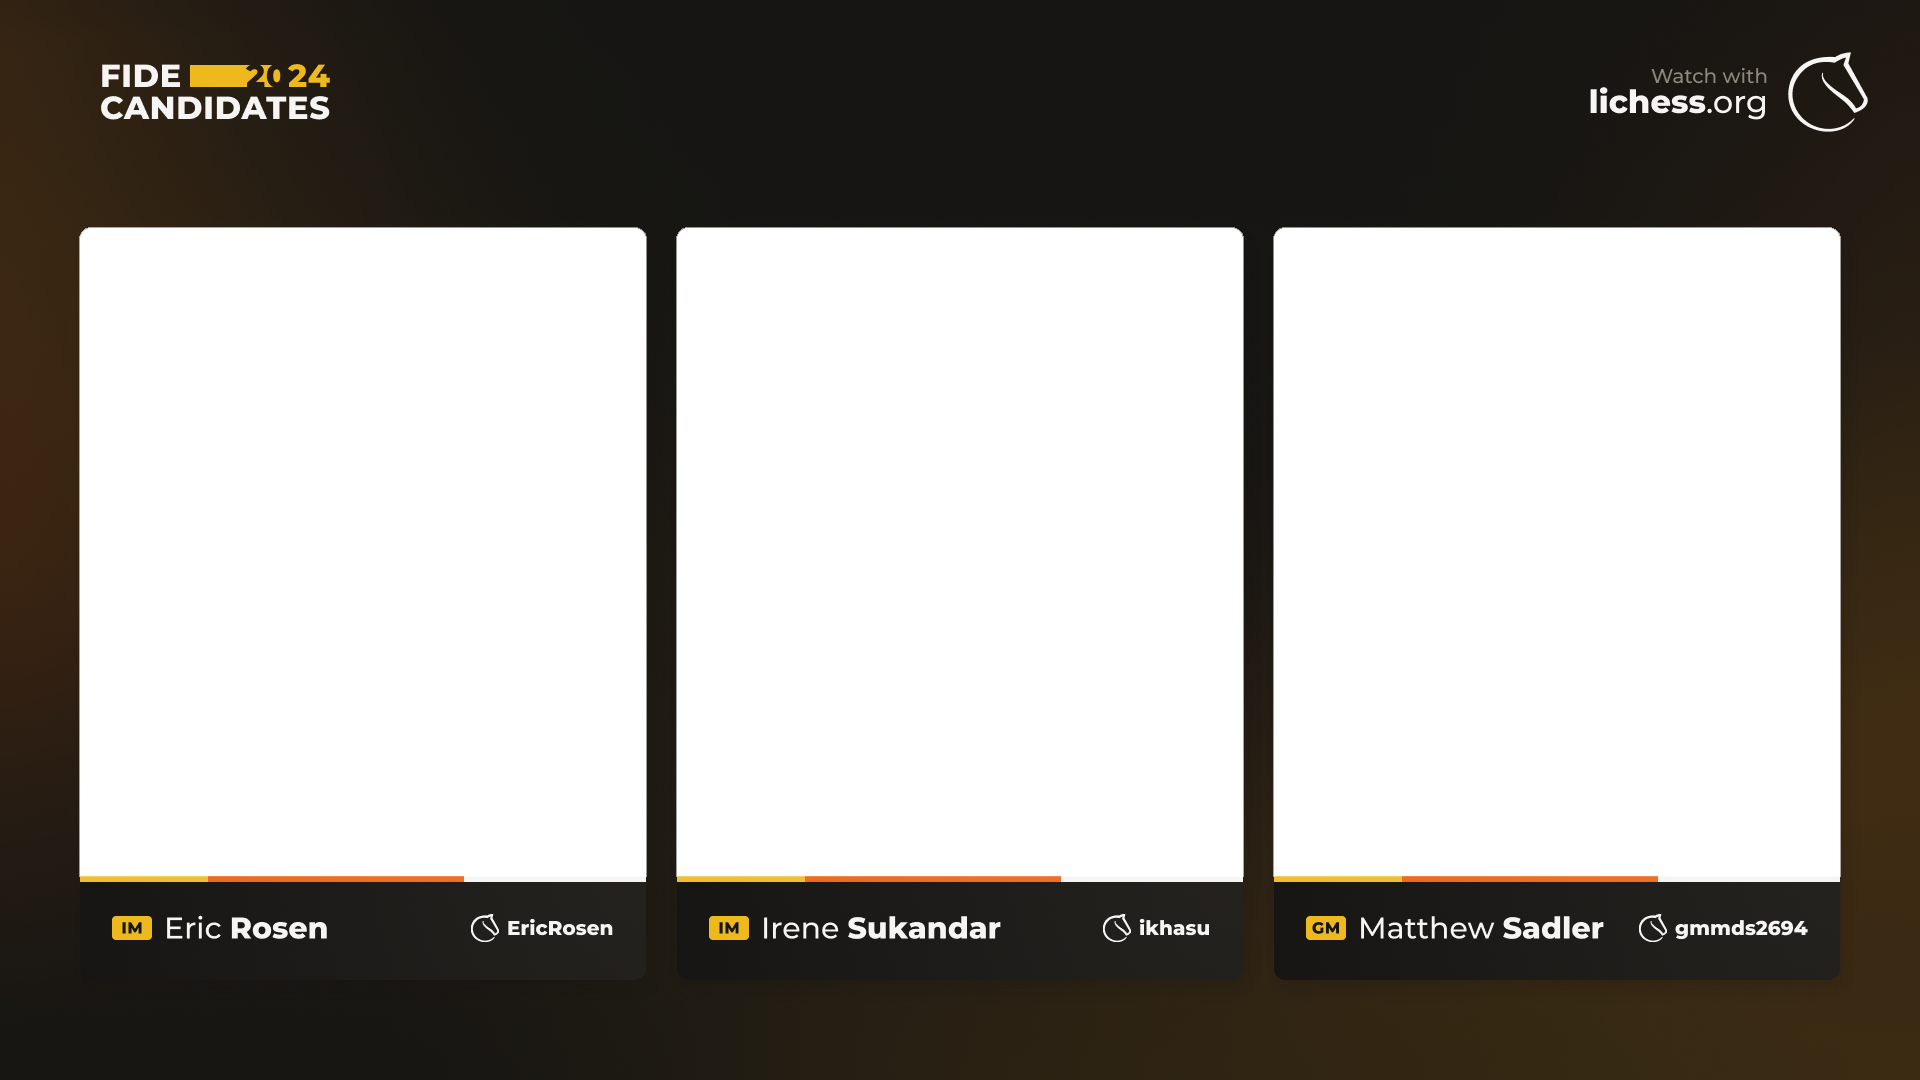 FIDE 2024
CANDIDATES
Watch with
lichess.org
IM Eric Rosen EricRosen
IM Irene Sukandar ikhasu
GM Matthew Sadler gmmds2694